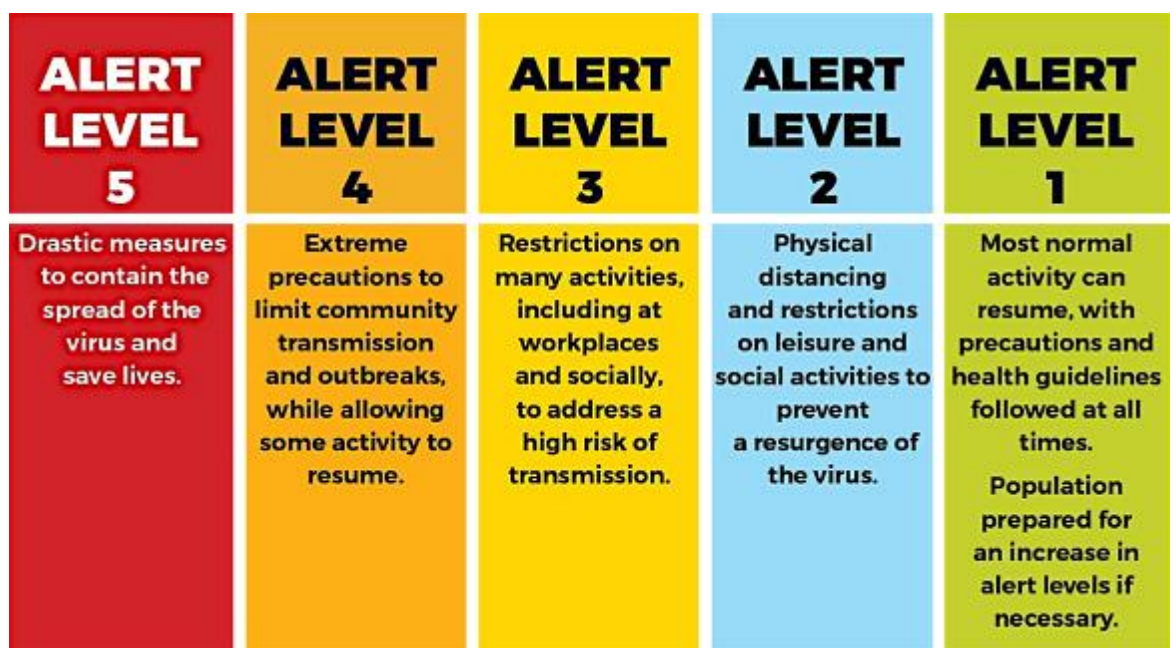 ALERT
LEVEL
5
Drastic measures
to contain the
spread of the
virus and
save lives.
ALERT
LEVEL
4
Extreme
precautions to
limit community
transmission
and outbreaks,
while allowing
some activity to
resume.
ALERT
LEVEL
3
Restrictions on
many activities,
including at
workplaces
and socially,
to address a
high risk of
transmission.
ALERT
LEVEL
2
Physical
distancing
and restrictions
on leisure and
social activities to
prevent
a resurgence of
the virus.
ALERT
LEVEL
1
Most normal
activity can
resume, with
precautions and
health guidelines
followed at all
times.
Population
prepared for
an increase in
alert levels if
necessary.